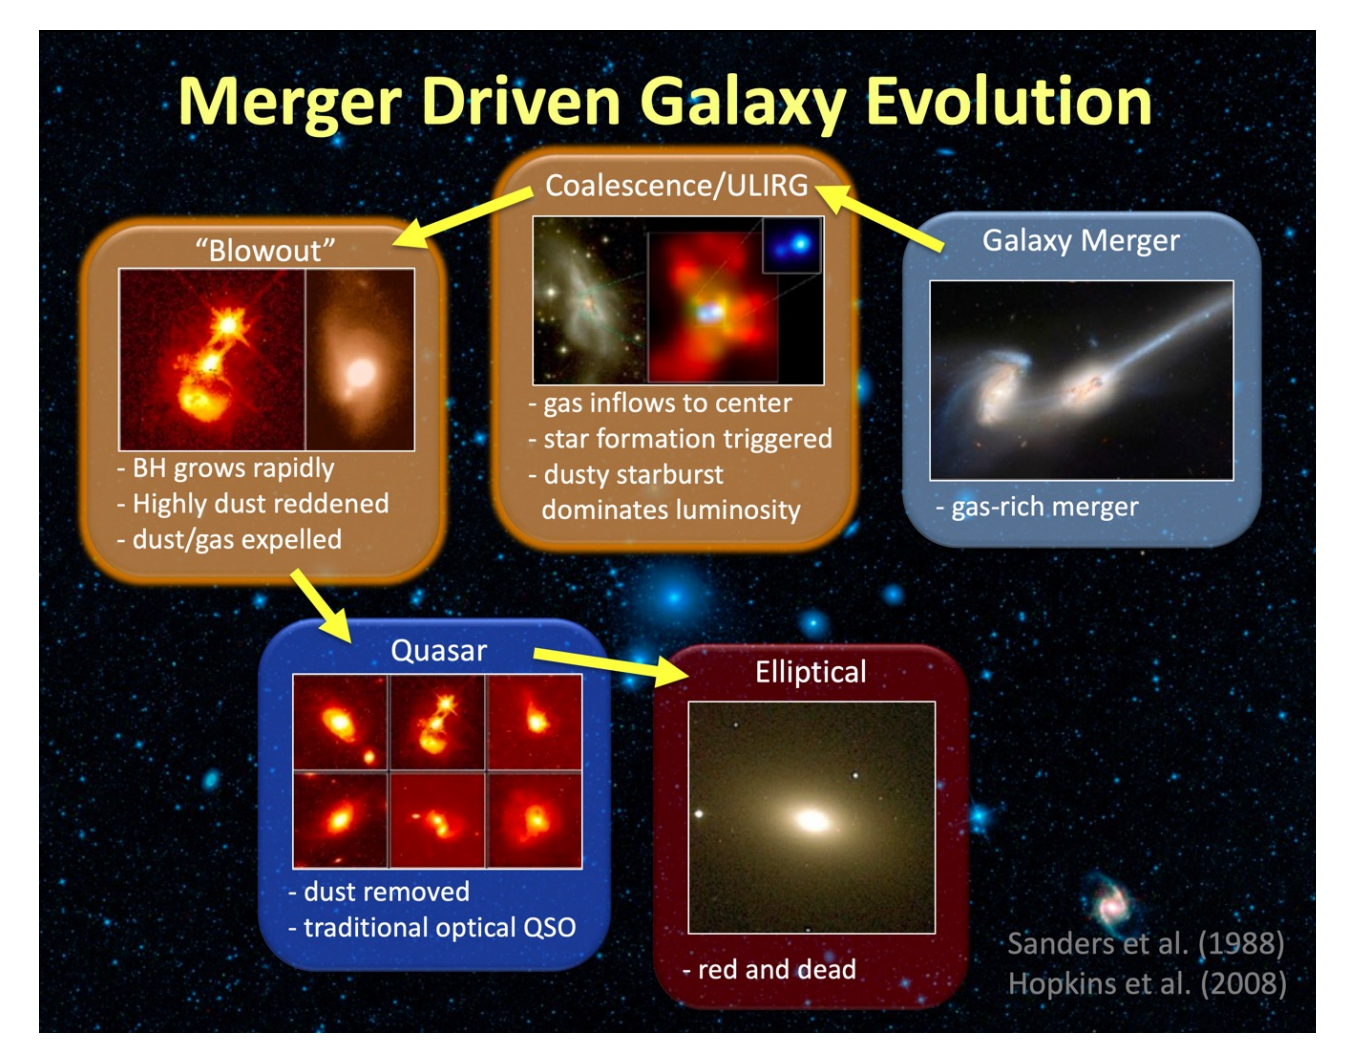 Merger Driven Galaxy Evolution
Coalescence/ULIRG
- gas inflows to center
- star formation triggered
- dusty starburst
dominates luminosity
Galaxy Merger
- gas-rich merger
“Blowout”
- BH grows rapidly
- Highly dust reddened
- dust/gas expelled
Quasar
- dust removed
- traditional optical QSO
Elliptical
- red and dead
Sanders et al. (1988)
Hopkins et al. (2008)